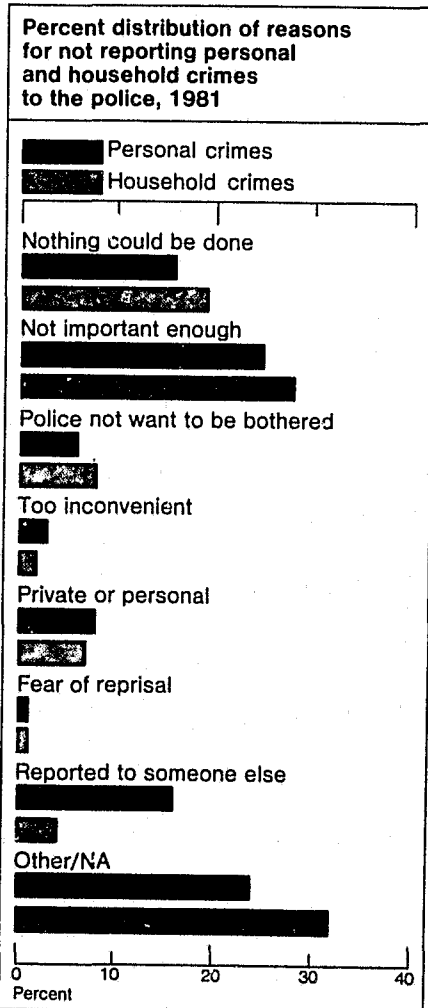 Percent distribution of reasons
for not reporting personal
and household crimes
to the police, 1981
Personal crimes
Household crimes
Nothing could be done
Not important enough
Police not want to be bothered
Too inconvenient
Private or personal
Fear of reprisal
Reported to someone else
Other/NA
0 10 20 30 40
Percent